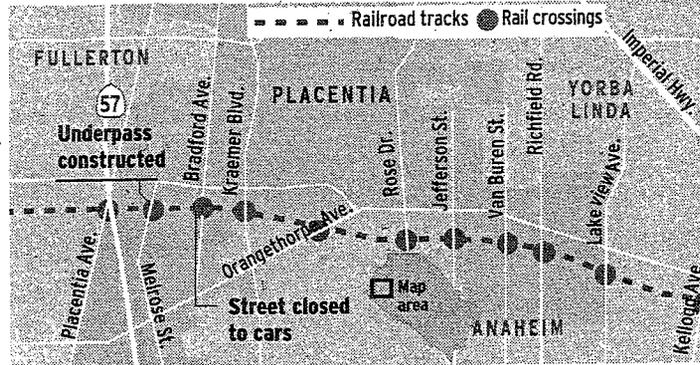 Railroad tracks
Rail crossings
FULLERTON
57
PLACENTIA
YORBA
LINDA
Imperial Hwy.
Underpass
constructed
Bradford Ave.
Kraemer Blvd.
Rose Dr.
Jefferson St.
Van Buren St.
Richfield Rd.
Lakeview Ave.
Orangethorpe Ave.
Placentia Ave.
Melrose St.
Street closed
to cars
Map
area
ANAHEIM
Kellogg Ave.